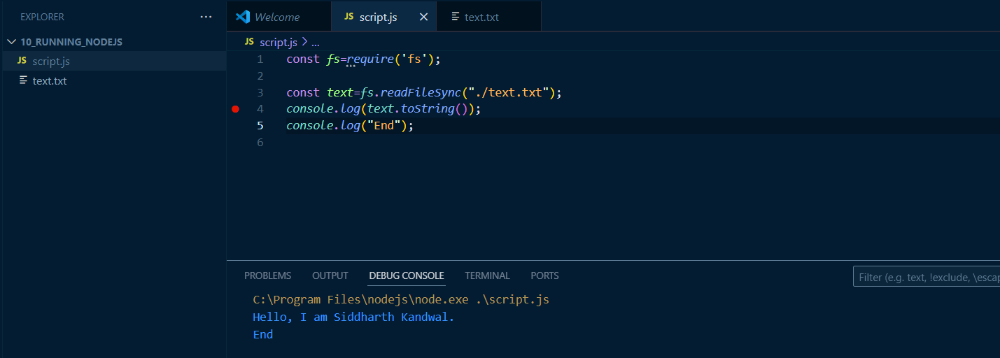 EXPLORER ...
10_RUNNING_NODEJS
JS script.js
text.txt
Welcome
JS script.js
text.txt
JS script.js > ...
1 const fs=require('fs');
2
3 const text=fs.readFileSync("./text.txt");
4 console.log(text.toString());
5 console.log("End");
6
PROBLEMS OUTPUT DEBUG CONSOLE TERMINAL PORTS
Filter (e.g. text, !exclude, \escap
C:\Program Files\nodejs\node.exe .\script.js
Hello, I am Siddharth Kandwal.
End